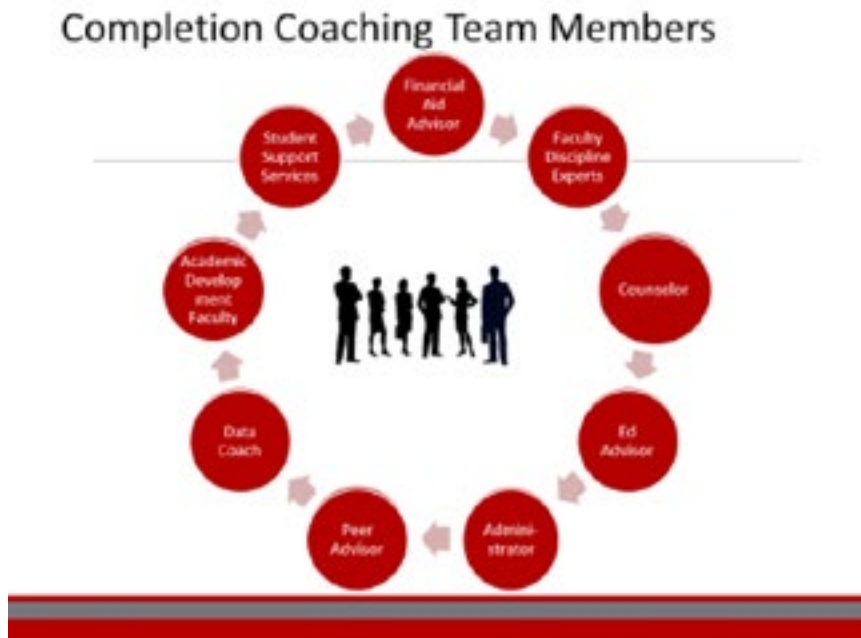 Completion Coaching Team Members
Financial
Aid
Advisor
Faculty
Discipline
Experts
Counselor
Ed
Advisor
Admini-
strator
Peer
Advisor
Data
Coach
Academic
Develop
ment
Faculty
Student
Support
Services